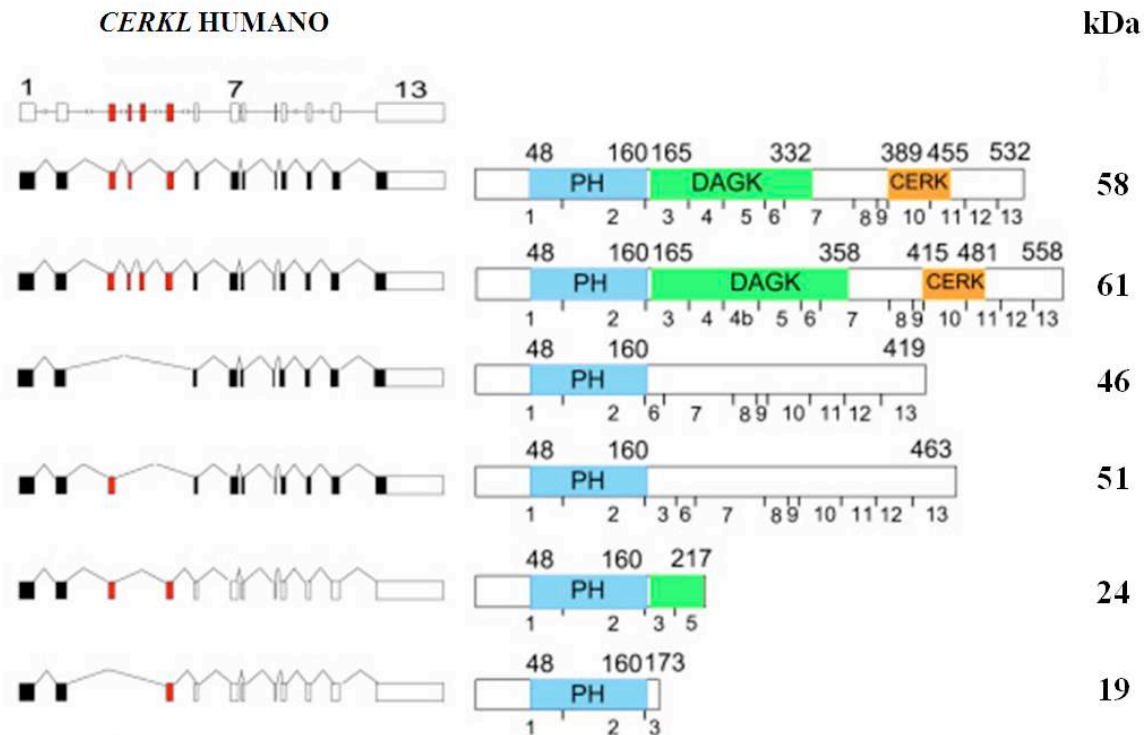 CERKL HUMANO
kDa
1 7 13
48 160 165 332 389 455 532
PH DAGK CERK
58
1 2 3 4 5 6 7 8 9 10 11 12 13
48 160 165 358 415 481 558
PH DAGK CERK
61
1 2 3 4 4b 5 6 7 8 9 10 11 12 13
48 160 419
PH
46
1 2 6 7 8 9 10 11 12 13
48 160 463
PH
51
1 2 3 6 7 8 9 10 11 12 13
48 160 217
PH
24
1 2 3 5
48 160 173
PH
19
1 2 3